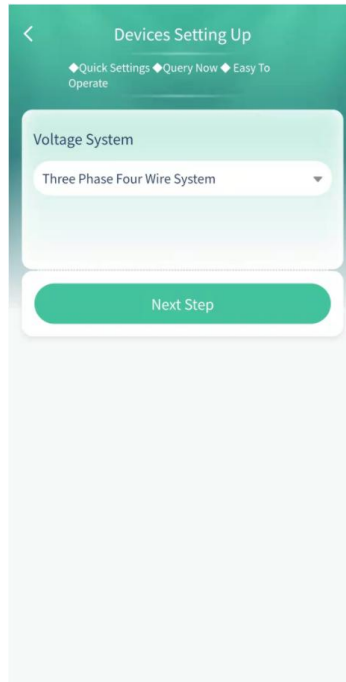 Devices Setting Up
◆Quick Settings ◆Query Now ◆ Easy To
Operate
Voltage System
Three Phase Four Wire System
Next Step